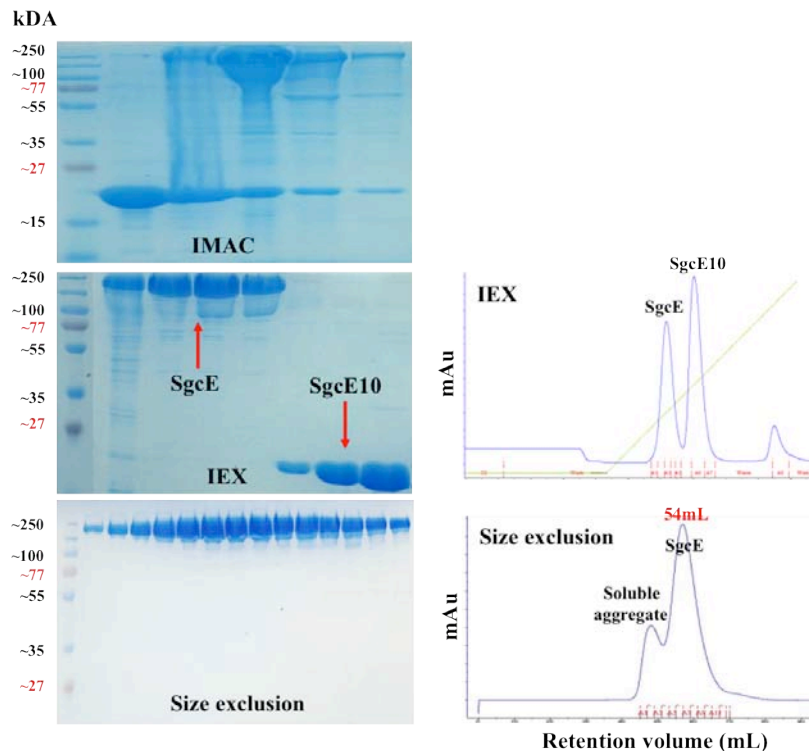 kDA
~250
~100
~77
~55
~35
~27
~15
IMAC
~250
~100
~77
~55
~35
~27
SgcE
SgcE10
IEX
~250
~100
~77
~55
~35
~27
Size exclusion
IEX
SgcE
SgcE10
mAu
Size exclusion
54mL
SgcE
Soluble
aggregate
mAu
Retention volume (mL)